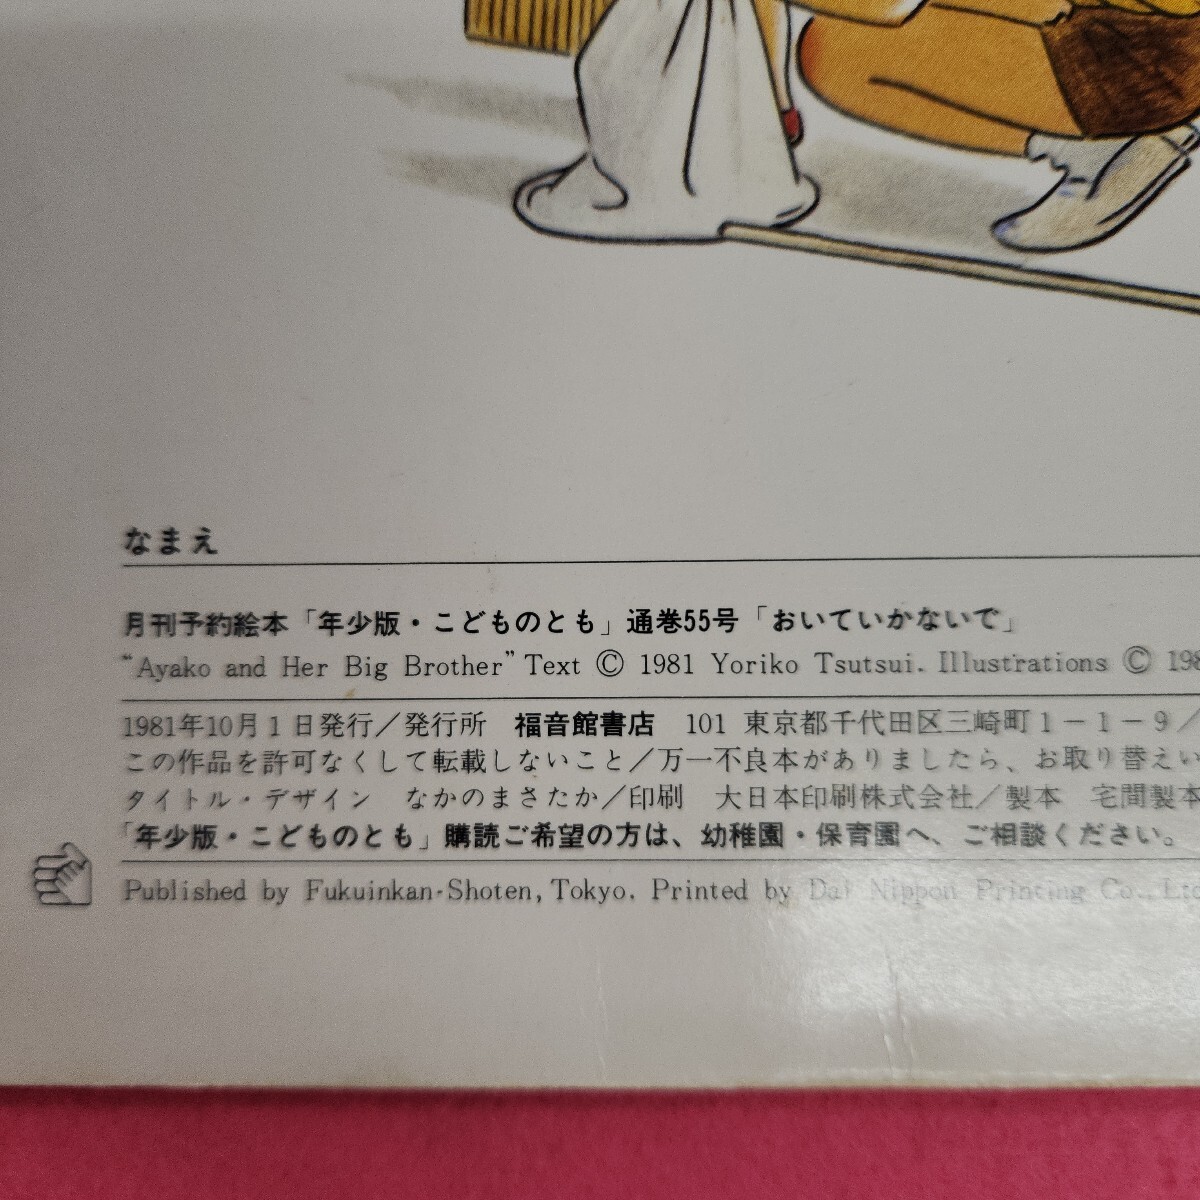 なまえ
月刊予約絵本「年少版・こどものとも」通巻55号「おいていかないで」
“Ayako and Her Big Brother” Text © 1981 Yoriko Tsutsui. Illustrations © 198
1981年10月1日発行／発行所 福音館書店 101 東京都千代田区三崎町1－1－9／
この作品を許可なくして転載しないこと／万一不良本がありましたら、お取り替えい
タイトル・デザイン なかのまさたか／印刷 大日本印刷株式会社／製本 宅間製本
「年少版・こどものとも」購読ご希望の方は、幼稚園・保育園へ、ご相談ください。
Published by Fukuinkan-Shoten, Tokyo. Printed by Dai Nippon Printing Co., Ltd